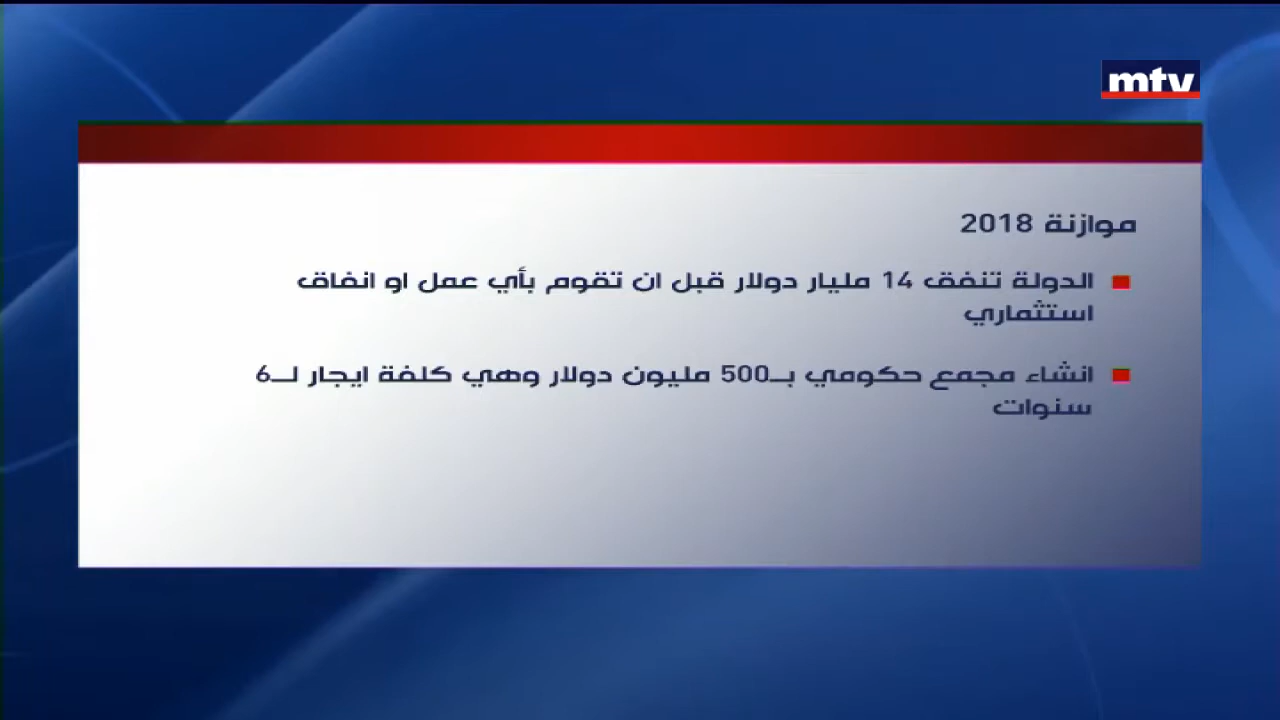 mtv
موازنة 2018
الدولة تنفق 14 مليار دولار قبل ان تقوم بأي عمل او انفاق
استثماري
انشاء مجمع حكومي بـ500 مليون دولار وهي كلفة ايجار لـ6
سنوات